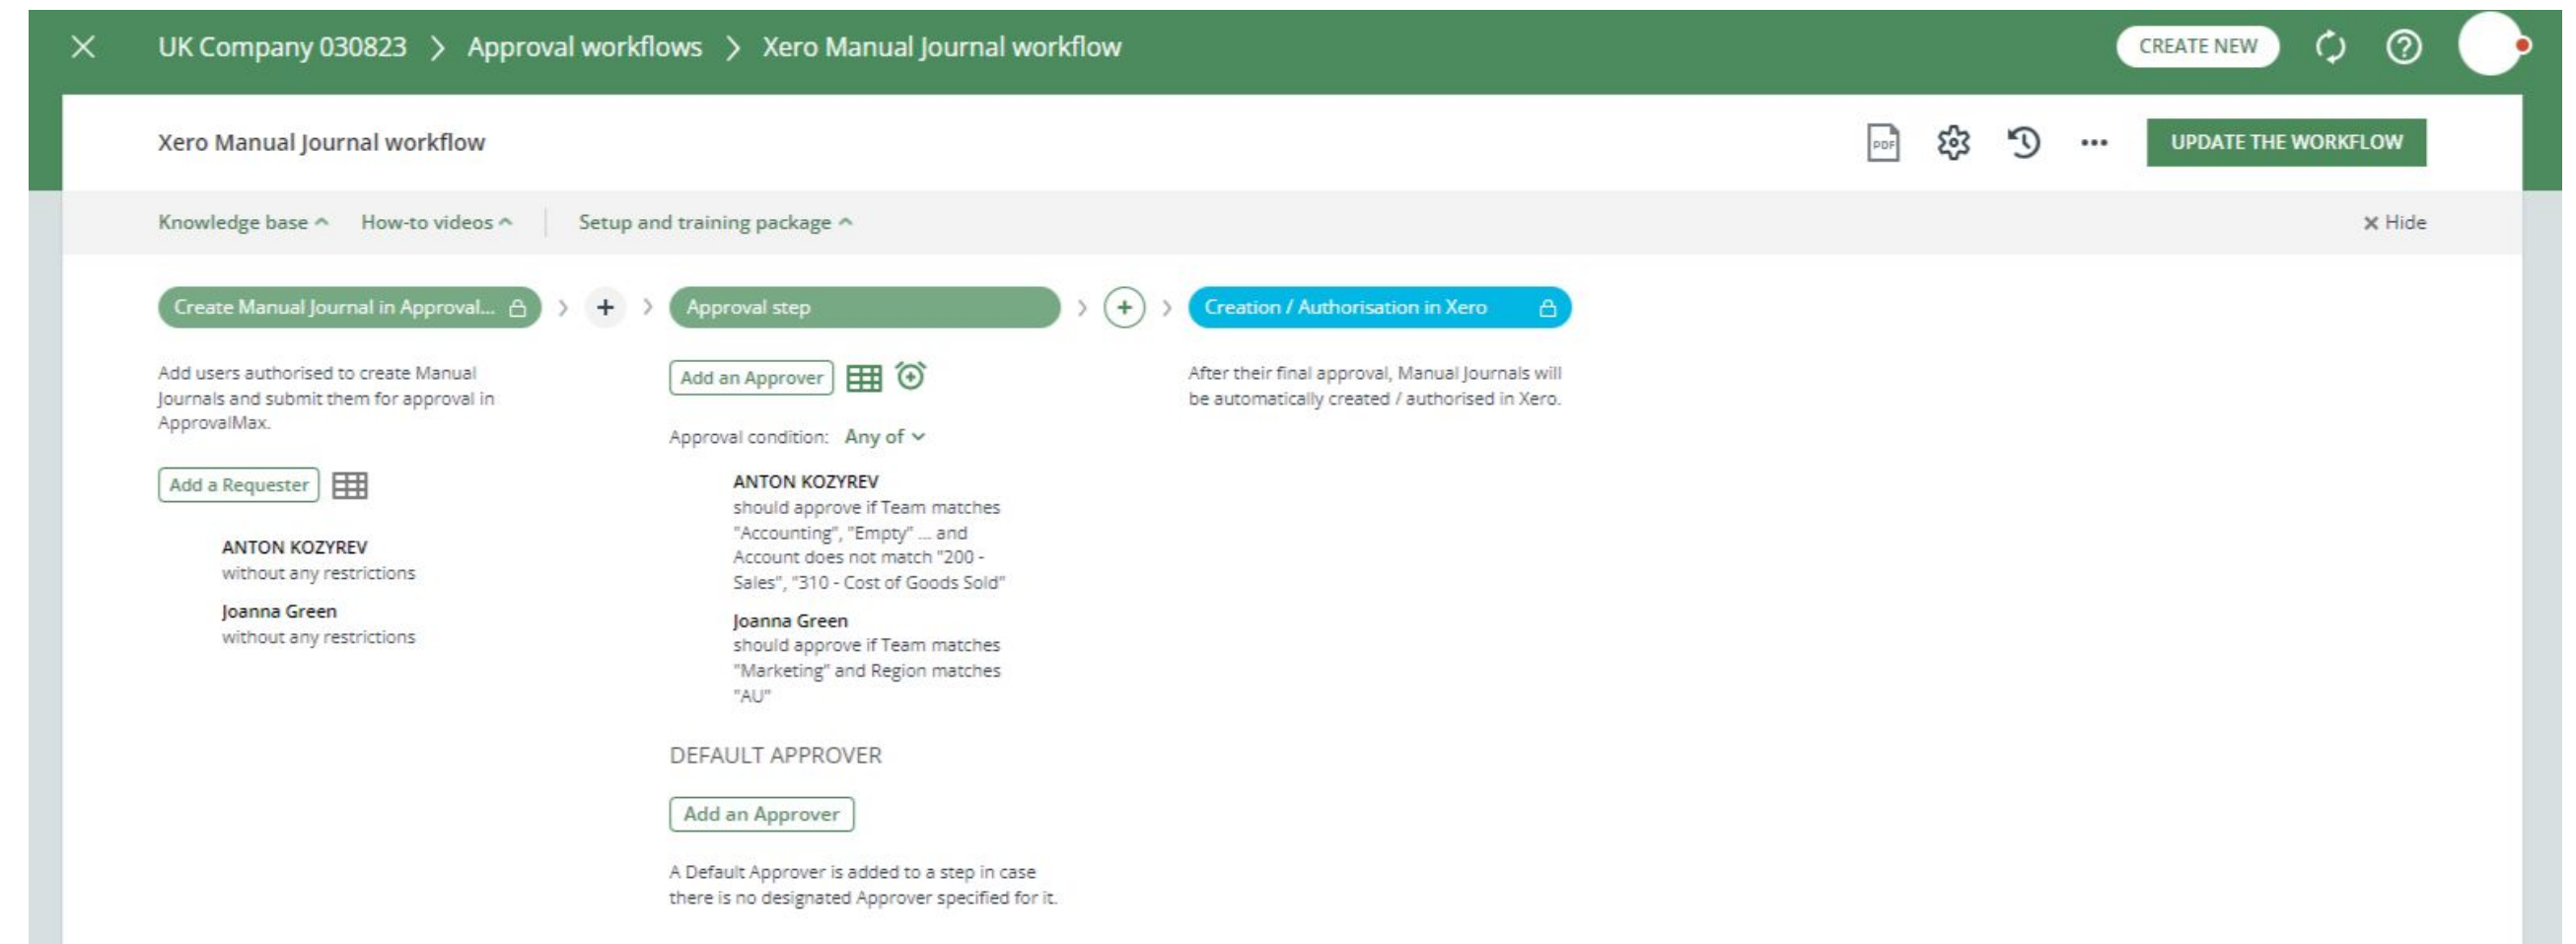 UK Company 030823 > Approval workflows > Xero Manual Journal workflow
CREATE NEW
Xero Manual Journal workflow
PDF
UPDATE THE WORKFLOW
Knowledge base
How-to videos
Setup and training package
Hide
Create Manual Journal in Approval...
Add users authorised to create Manual
Journals and submit them for approval in
ApprovalMax.
Add a Requester
ANTON KOZYREV
without any restrictions
Joanna Green
without any restrictions
Approval step
Add an Approver
Approval condition: Any of
ANTON KOZYREV
should approve if Team matches
"Accounting", "Empty" ... and
Account does not match "200 -
Sales", "310 - Cost of Goods Sold"
Joanna Green
should approve if Team matches
"Marketing" and Region matches
"AU"
DEFAULT APPROVER
Add an Approver
A Default Approver is added to a step in case
there is no designated Approver specified for it.
Creation / Authorisation in Xero
After their final approval, Manual Journals will
be automatically created / authorised in Xero.